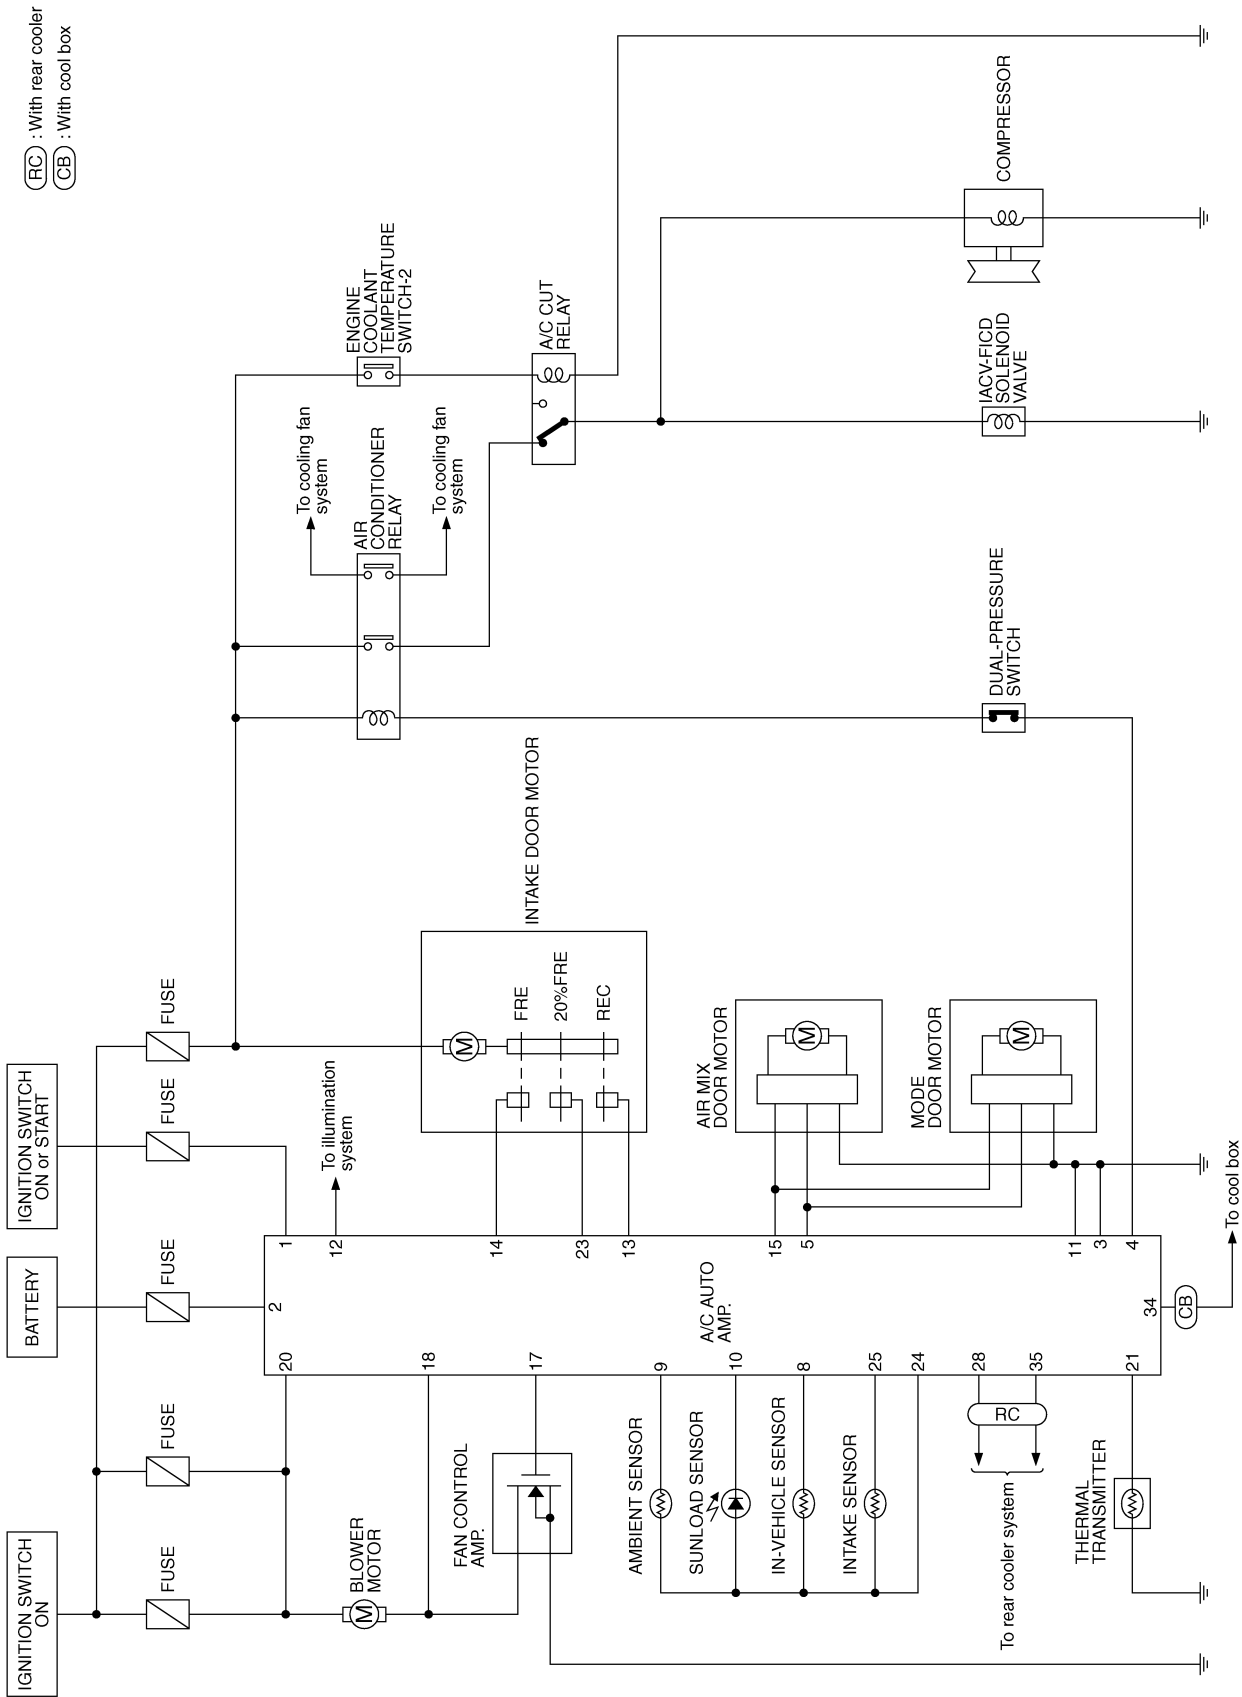 RC : With rear cooler
CB : With cool box
IGNITION SWITCH
ON
BATTERY
IGNITION SWITCH
ON or START
FUSE
FUSE
FUSE
FUSE
FUSE
20
2
1
12
To illumination
system
BLOWER
MOTOR
M
18
FAN CONTROL
AMP.
17
14
23
13
M
FRE
20%FRE
REC
INTAKE DOOR MOTOR
AIR
CONDITIONER
RELAY
To cooling fan
system
To cooling fan
system
ENGINE
COOLANT
TEMPERATURE
SWITCH-2
A/C CUT
RELAY
A/C AUTO
AMP.
AMBIENT SENSOR
9
SUNLOAD SENSOR
10
IN-VEHICLE SENSOR
8
INTAKE SENSOR
25
24
15
5
AIR MIX
DOOR MOTOR
M
MODE
DOOR MOTOR
M
11
3
4
28
35
RC
To rear cooler system
THERMAL
TRANSMITTER
21
34
CB
To cool box
DUAL-PRESSURE
SWITCH
IACV-FICD
SOLENOID
VALVE
COMPRESSOR